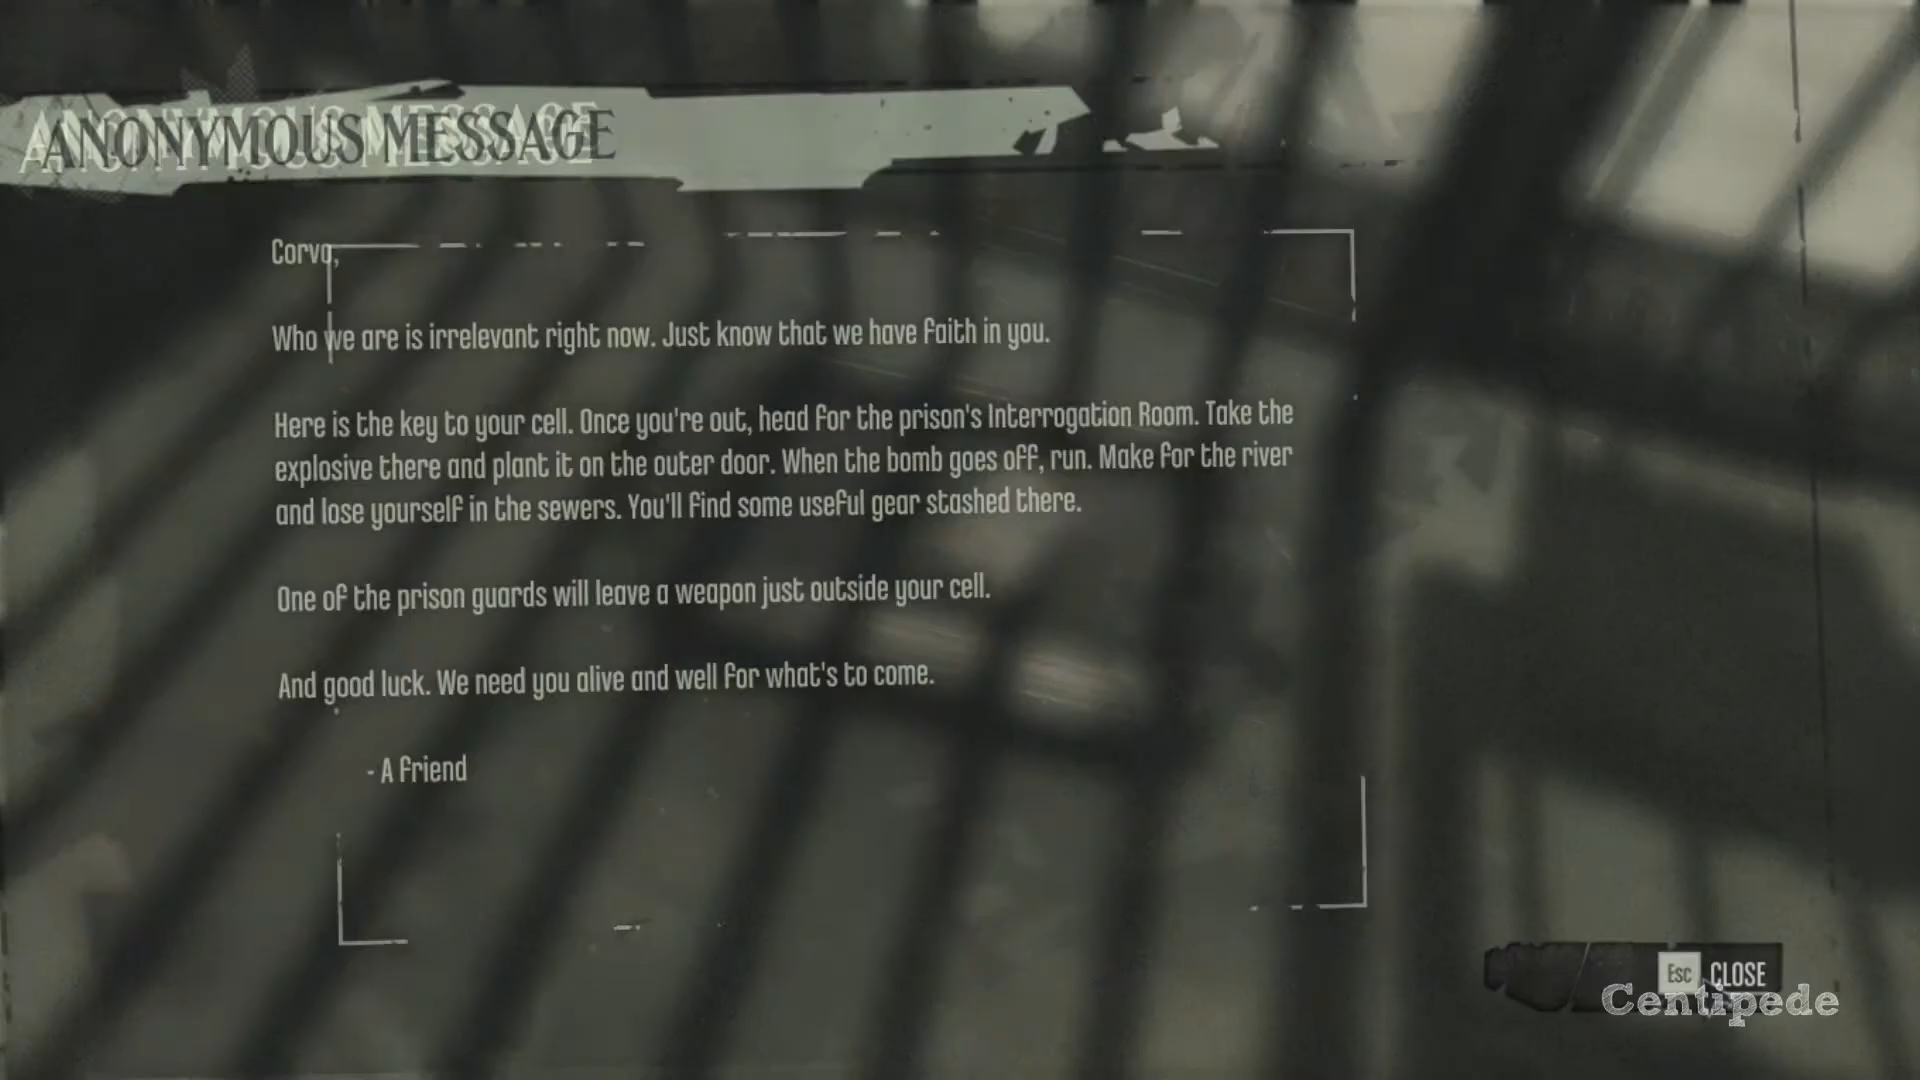 ANONYMOUS MESSAGE
Corvo,
Who we are is irrelevant right now. Just know that we have faith in you.
Here is the key to your cell. Once you're out, head for the prison's Interrogation Room. Take the
explosive there and plant it on the outer door. When the bomb goes off, run. Make for the river
and lose yourself in the sewers. You'll find some useful gear stashed there.
One of the prison guards will leave a weapon just outside your cell.
And good luck. We need you alive and well for what's to come.
- A friend
Esc CLOSE
Centipede